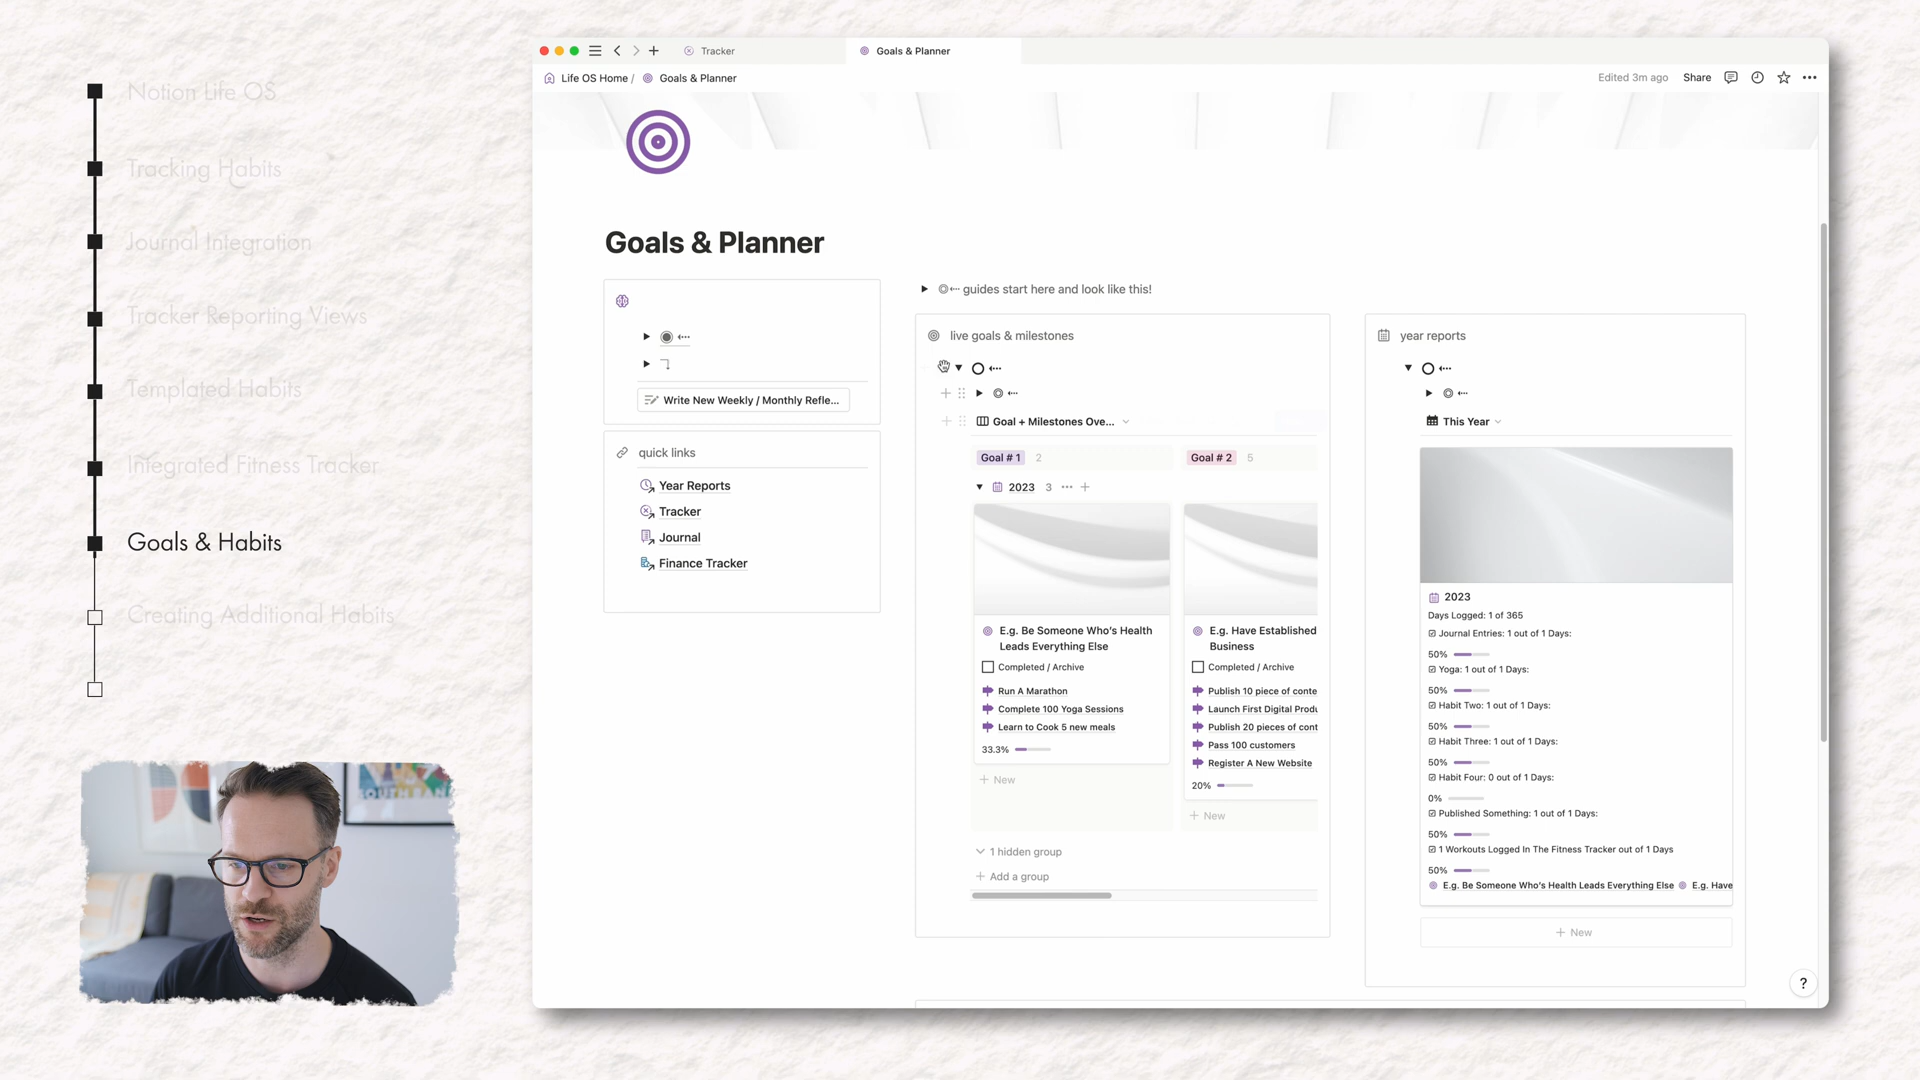 Notion Life OS
Tracking Habits
Journal Integration
Tracker Reporting Views
Templated Habits
Integrated Fitness Tracker
Goals & Habits
Creating Additional Habits
Tracker
Goals & Planner
Life OS Home / Goals & Planner
Edited 3m ago
Share
Goals & Planner
Write New Weekly / Monthly Refle...
quick links
Year Reports
Tracker
Journal
Finance Tracker
guides start here and look like this!
live goals & milestones
Goal + Milestones Ove...
Goal # 1 2
Goal # 2 5
2023 3
E.g. Be Someone Who's Health
Leads Everything Else
Completed / Archive
Run A Marathon
Complete 100 Yoga Sessions
Learn to Cook 5 new meals
33.3%
+ New
E.g. Have Established
Business
Completed / Archive
Publish 10 piece of conte
Launch First Digital Produ
Publish 20 pieces of cont
Pass 100 customers
Register A New Website
20%
+ New
1 hidden group
+ Add a group
year reports
This Year
2023
Days Logged: 1 of 365
Journal Entries: 1 out of 1 Days:
50%
Yoga: 1 out of 1 Days:
50%
Habit Two: 1 out of 1 Days:
50%
Habit Three: 1 out of 1 Days:
50%
Habit Four: 0 out of 1 Days:
0%
Published Something: 1 out of 1 Days:
50%
1 Workouts Logged In The Fitness Tracker out of 1 Days
50%
E.g. Be Someone Who's Health Leads Everything Else E.g. Have
+ New
?
SOUTH BAN